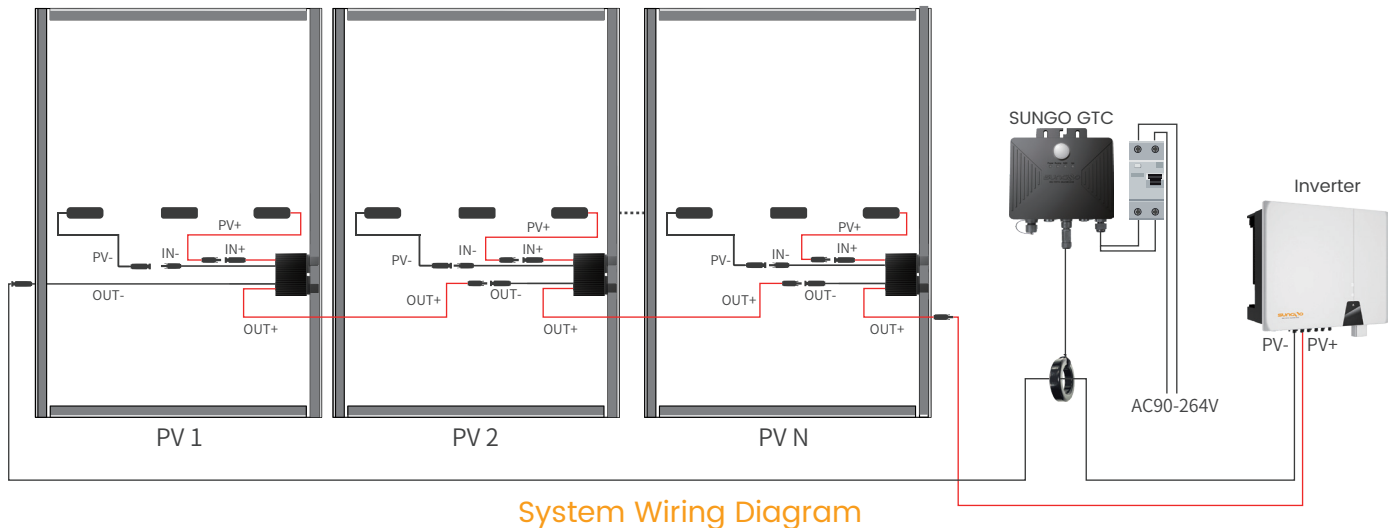 SUNGO GTC
Inverter
PV+
PV- IN- IN+
OUT-
OUT+
PV+
PV- IN- IN+
OUT+ OUT-
OUT+
PV+
PV- IN- IN+
OUT+ OUT-
OUT+
PV- PV+
AC90-264V
PV 1
PV 2
PV N
System Wiring Diagram